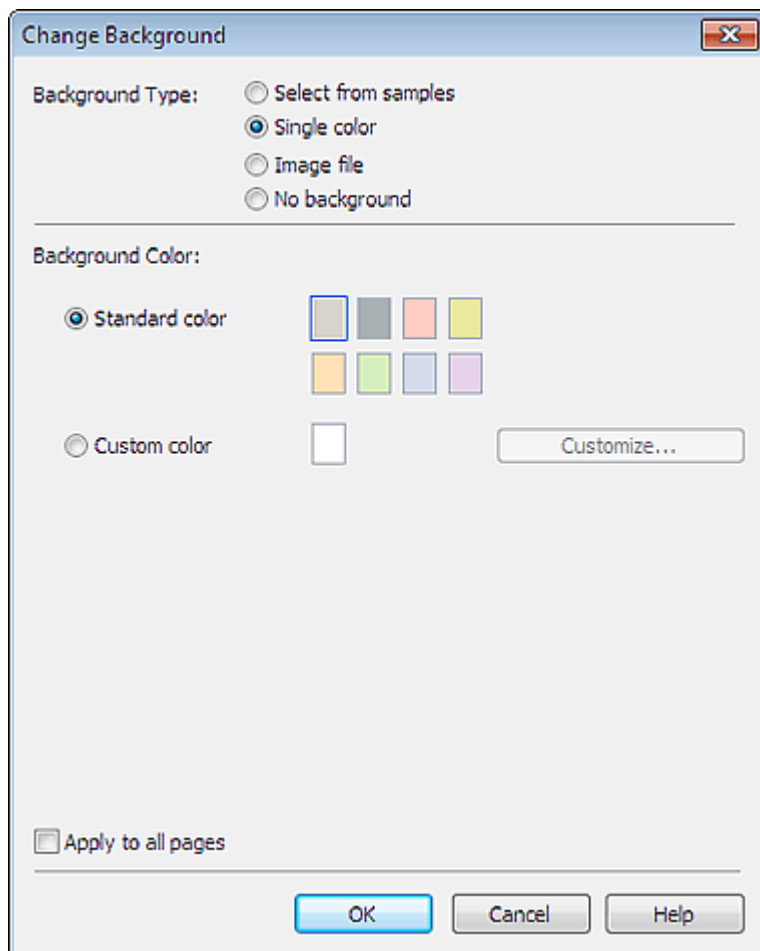 Change Background
Background Type:
Select from samples
Single color
Image file
No background
Background Color:
Standard color
Custom color
Customize...
Apply to all pages
OK
Cancel
Help